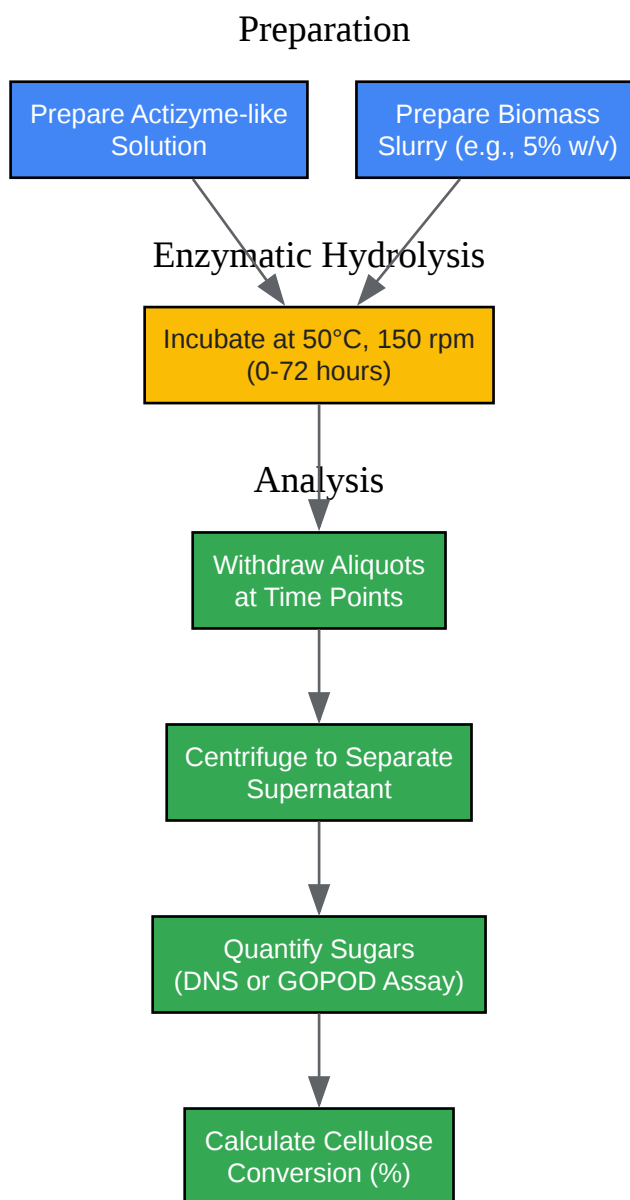 Preparation
Prepare Actizyme-like
Solution
Prepare Biomass
Slurry (e.g., 5% w/v)
Enzymatic Hydrolysis
Incubate at 50°C, 150 rpm
(0-72 hours)
Analysis
Withdraw Aliquots
at Time Points
Centrifuge to Separate
Supernatant
Quantify Sugars
(DNS or GOPOD Assay)
Calculate Cellulose
Conversion (%)